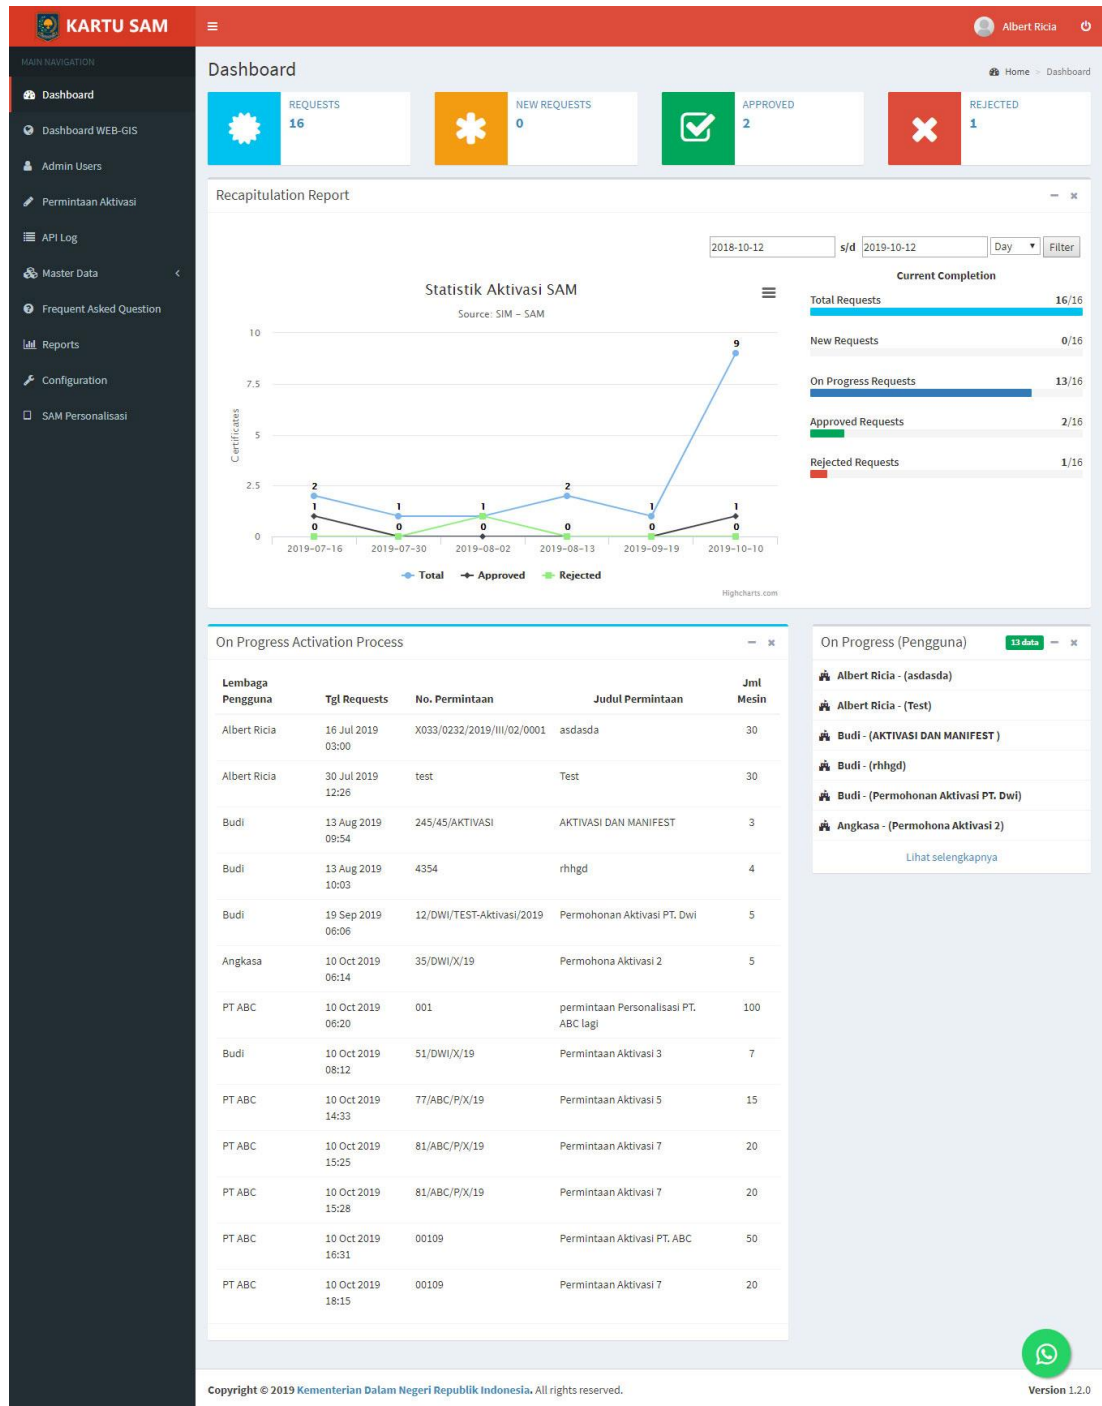 KARTU SAM
Albert Ricia
MAIN NAVIGATION
Dashboard
Dashboard WEB-GIS
Admin Users
Permintaan Aktivasi
API Log
Master Data
Frequent Asked Question
Reports
Configuration
SAM Personalisasi
Dashboard
Home > Dashboard
REQUESTS
16
NEW REQUESTS
0
APPROVED
2
REJECTED
1
Recapitulation Report
2018-10-12 s/d 2019-10-12 Day Filter
Statistik Aktivasi SAM
Source: SIM - SAM
Certificates
10
7.5
5
2.5
0
9
2 1 1 2 1
1 0 0 0 0 1
0 0 0
2019-07-16 2019-07-30 2019-08-02 2019-08-13 2019-09-19 2019-10-10
Total Approved Rejected
Highcharts.com
Current Completion
Total Requests 16/16
New Requests 0/16
On Progress Requests 13/16
Approved Requests 2/16
Rejected Requests 1/16
On Progress Activation Process
Lembaga Pengguna Tgl Requests No. Permintaan Judul Permintaan Jml Mesin
Albert Ricia 16 Jul 2019 03:00 X033/0232/2019/III/02/0001 asdasda 30
Albert Ricia 30 Jul 2019 12:26 test Test 30
Budi 13 Aug 2019 09:54 245/45/AKTIVASI AKTIVASI DAN MANIFEST 3
Budi 13 Aug 2019 10:03 4354 rhhgd 4
Budi 19 Sep 2019 06:06 12/DWI/TEST-Aktivasi/2019 Permohonan Aktivasi PT. Dwi 5
Angkasa 10 Oct 2019 06:14 35/DWI/X/19 Permohona Aktivasi 2 5
PT ABC 10 Oct 2019 06:20 001 permintaan Personalisasi PT. ABC lagi 100
Budi 10 Oct 2019 08:12 51/DWI/X/19 Permintaan Aktivasi 3 7
PT ABC 10 Oct 2019 14:33 77/ABC/P/X/19 Permintaan Aktivasi 5 15
PT ABC 10 Oct 2019 15:25 81/ABC/P/X/19 Permintaan Aktivasi 7 20
PT ABC 10 Oct 2019 15:28 81/ABC/P/X/19 Permintaan Aktivasi 7 20
PT ABC 10 Oct 2019 16:31 00109 Permintaan Aktivasi PT. ABC 50
PT ABC 10 Oct 2019 18:15 00109 Permintaan Aktivasi 7 20
On Progress (Pengguna) 13 data
Albert Ricia - (asdasda)
Albert Ricia - (Test)
Budi - (AKTIVASI DAN MANIFEST )
Budi - (rhhgd)
Budi - (Permohonan Aktivasi PT. Dwi)
Angkasa - (Permohona Aktivasi 2)
Lihat selengkapnya
Copyright © 2019 Kementerian Dalam Negeri Republik Indonesia. All rights reserved.
Version 1.2.0